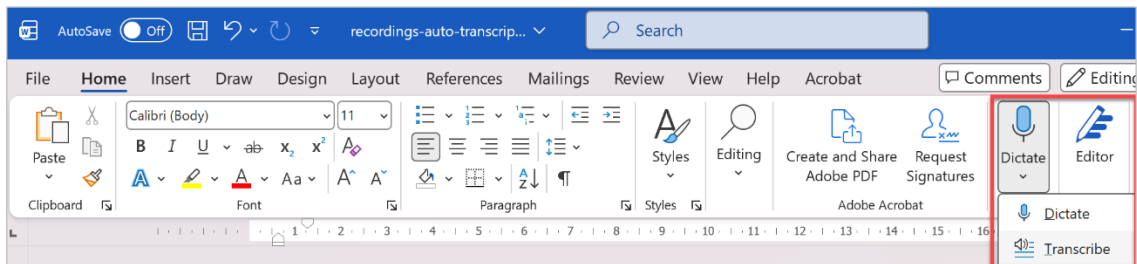 AutoSave Off recordings-auto-transcrip... Search
File Home Insert Draw Design Layout References Mailings Review View Help Acrobat Comments Editing
Calibri (Body) 11
B I U ab x₂ x² A
A A Aa A^ Aˇ
Paste Styles Editing Create and Share Adobe PDF Request Signatures Dictate Editor
Clipboard Font Paragraph Styles Adobe Acrobat
1 2 3 4 5 6 7 8 9 10 11 12 13 14 15 16
Dictate
Transcribe